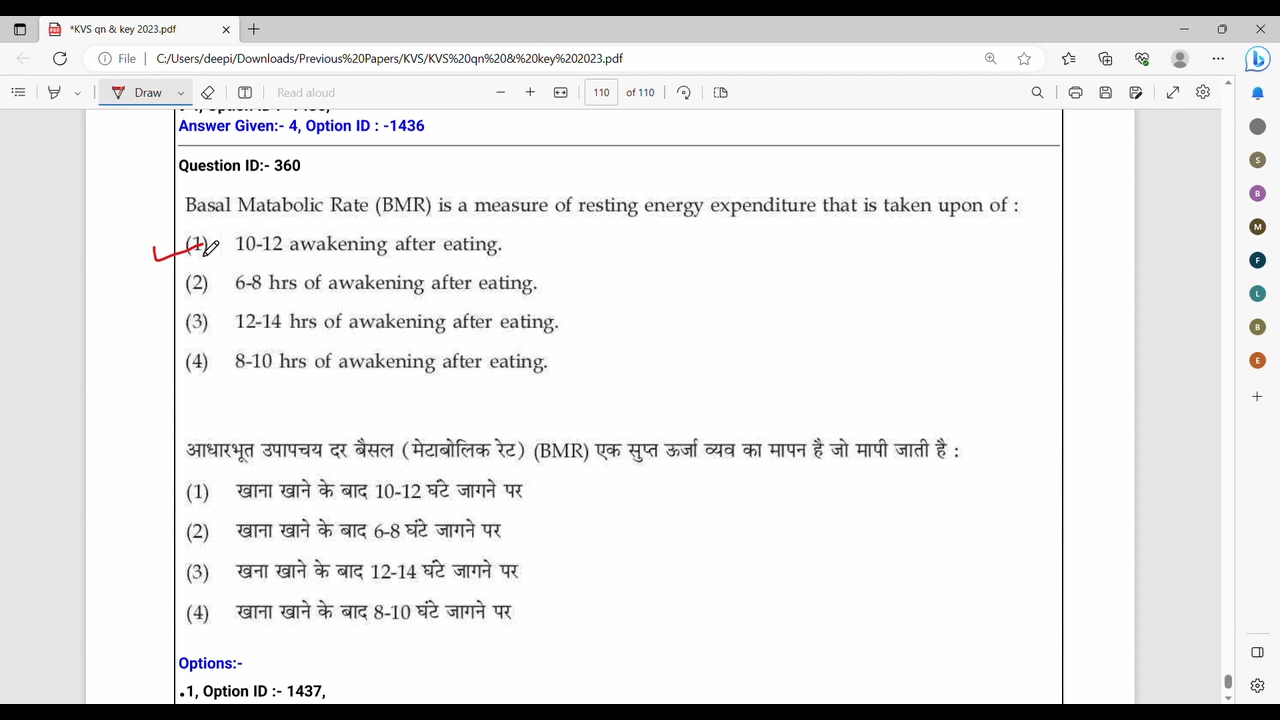 *KVS qn & key 2023.pdf
File
C:/Users/deepi/Downloads/Previous%20Papers/KVS/KVS%20qn%20&%20key%202023.pdf
Draw
Read aloud
110 of 110
Answer Given:- 4, Option ID : -1436
Question ID:- 360
Basal Matabolic Rate (BMR) is a measure of resting energy expenditure that is taken upon of :
(1) 10-12 awakening after eating.
(2) 6-8 hrs of awakening after eating.
(3) 12-14 hrs of awakening after eating.
(4) 8-10 hrs of awakening after eating.
आधारभूत उपापचय दर बैसल (मेटाबोलिक रेट) (BMR) एक सुप्त ऊर्जा व्यव का मापन है जो मापी जाती है :
(1) खाना खाने के बाद 10-12 घंटे जागने पर
(2) खाना खाने के बाद 6-8 घंटे जागने पर
(3) खना खाने के बाद 12-14 घंटे जागने पर
(4) खाना खाने के बाद 8-10 घंटे जागने पर
Options:-
.1, Option ID :- 1437,
S
B
M
F
L
B
E